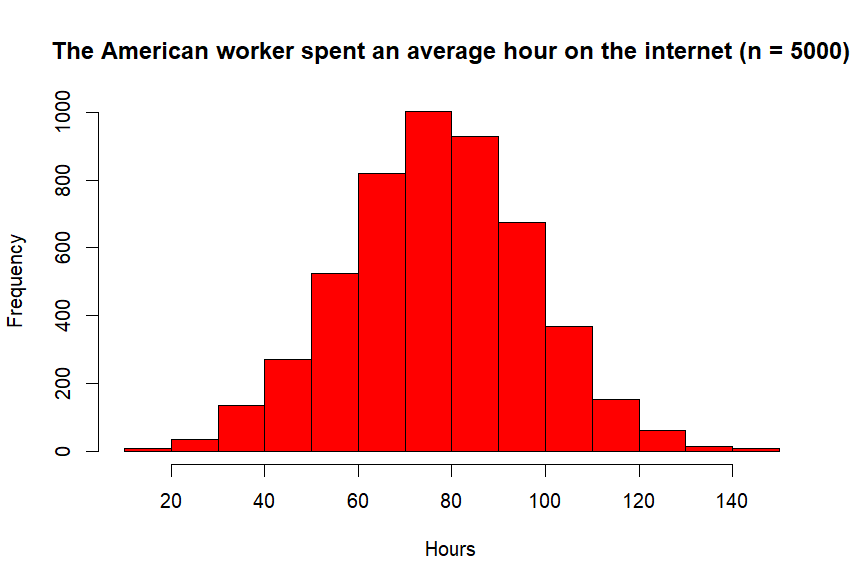 The American worker spent an average hour on the internet (n = 5000)
1000
800
600
400
200
0
Frequency
20 40 60 80 100 120 140
Hours